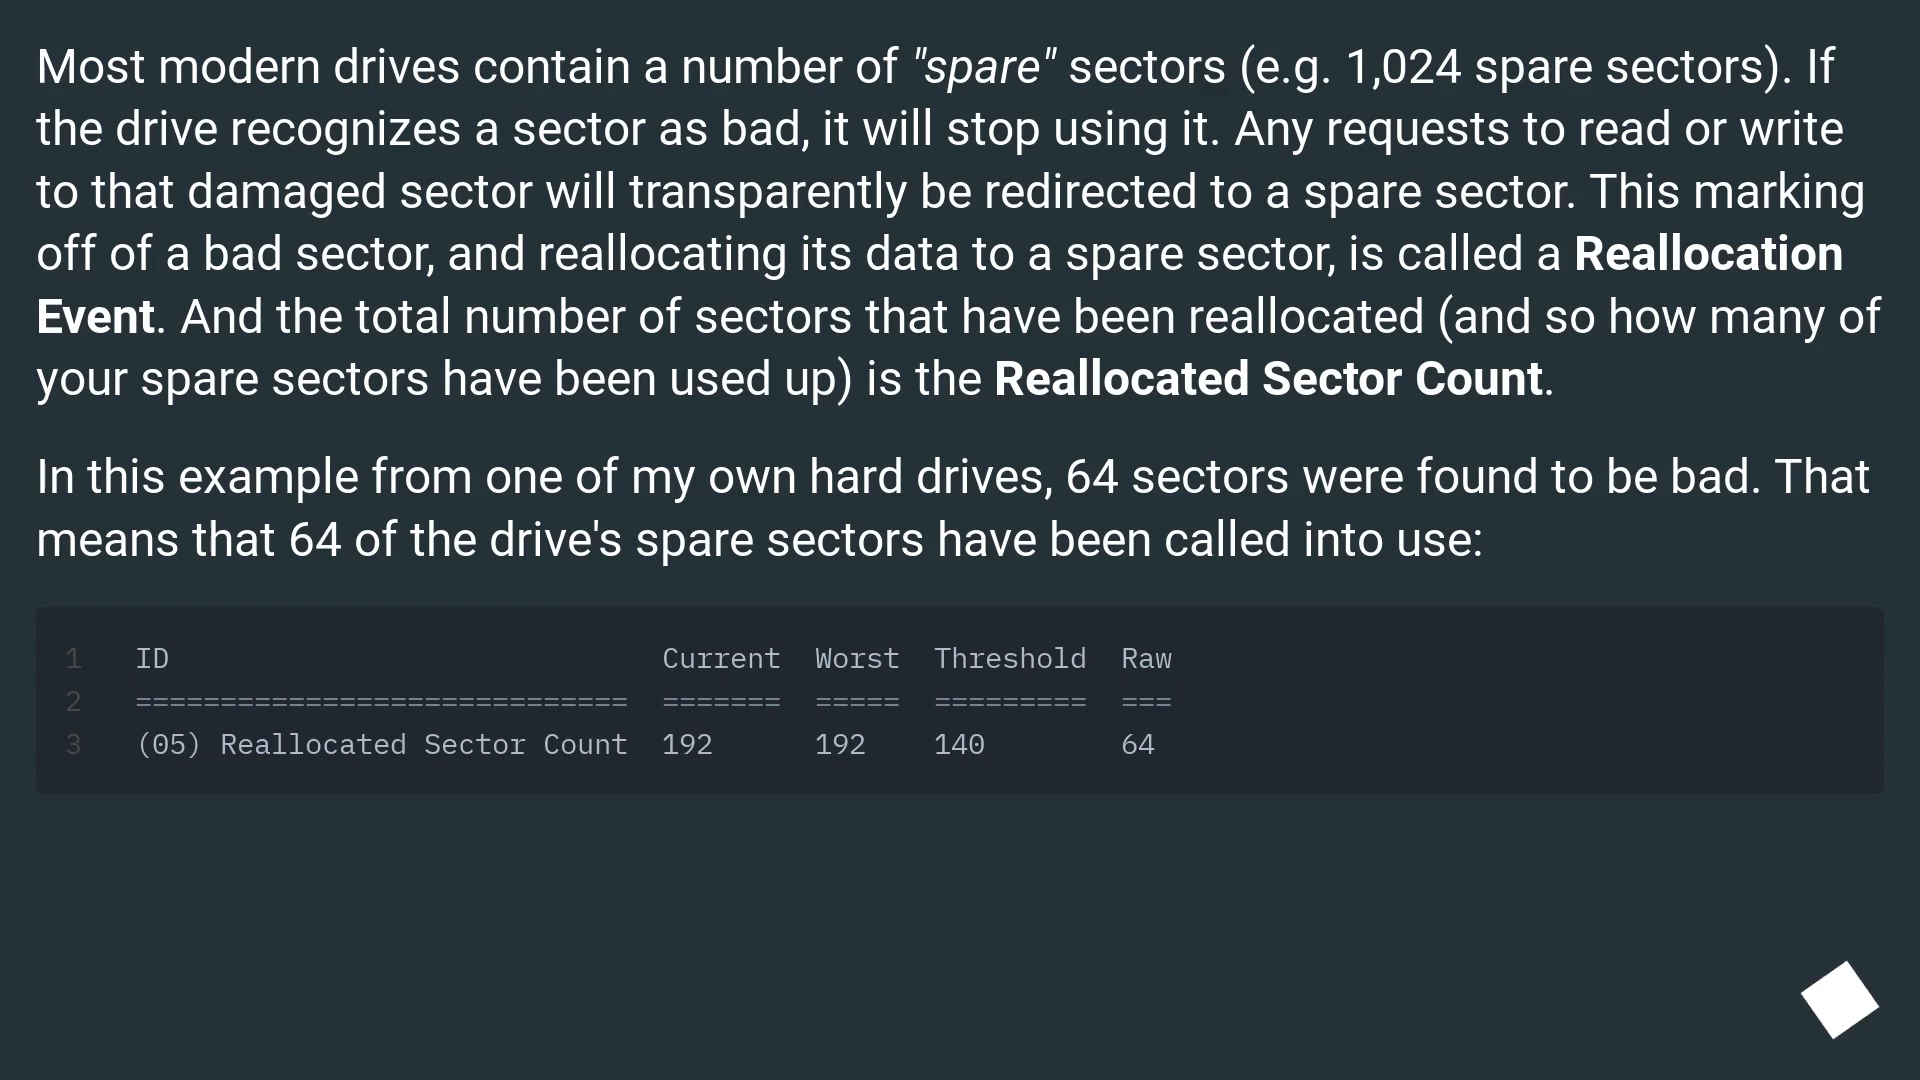 Most modern drives contain a number of "spare" sectors (e.g. 1,024 spare sectors). If
the drive recognizes a sector as bad, it will stop using it. Any requests to read or write
to that damaged sector will transparently be redirected to a spare sector. This marking
off of a bad sector, and reallocating its data to a spare sector, is called a Reallocation
Event. And the total number of sectors that have been reallocated (and so how many of
your spare sectors have been used up) is the Reallocated Sector Count.
In this example from one of my own hard drives, 64 sectors were found to be bad. That
means that 64 of the drive's spare sectors have been called into use:
1 ID Current Worst Threshold Raw
2 ============================= ======= ===== ========= ===
3 (05) Reallocated Sector Count 192 192 140 64